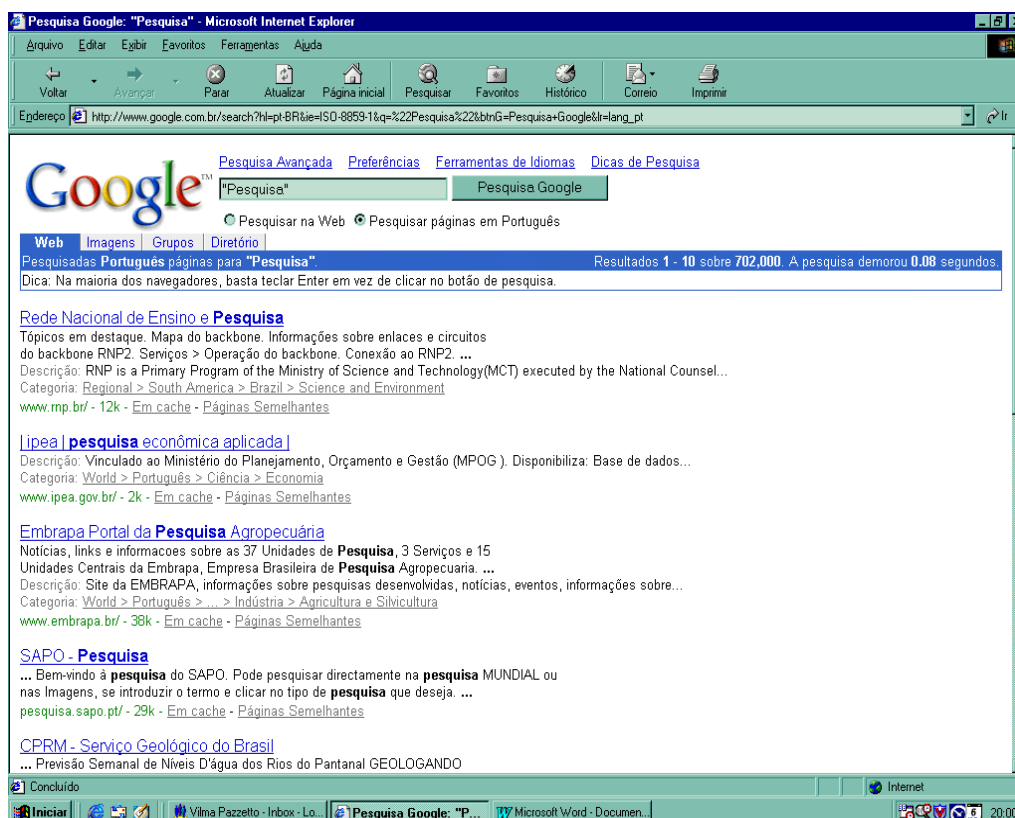 Pesquisa Google: "Pesquisa" - Microsoft Internet Explorer
Arquivo Editar Exibir Favoritos Ferramentas Ajuda
Voltar Avançar Parar Atualizar Página inicial Pesquisar Favoritos Histórico Correio Imprimir
Endereço http://www.google.com.br/search?hl=pt-BR&ie=ISO-8859-1&q=%22Pesquisa%22&btnG=Pesquisa+Google&lr=lang_pt Ir
Pesquisa Avançada Preferências Ferramentas de Idiomas Dicas de Pesquisa
Google™ "Pesquisa" Pesquisa Google
Pesquisar na Web Pesquisar páginas em Português
Web Imagens Grupos Diretório
Pesquisadas Português páginas para "Pesquisa". Resultados 1 - 10 sobre 702,000. A pesquisa demorou 0.08 segundos.
Dica: Na maioria dos navegadores, basta teclar Enter em vez de clicar no botão de pesquisa.
Rede Nacional de Ensino e Pesquisa
Tópicos em destaque. Mapa do backbone. Informações sobre enlaces e circuitos
do backbone RNP2. Serviços > Operação do backbone. Conexão ao RNP2. ...
Descrição: RNP is a Primary Program of the Ministry of Science and Technology(MCT) executed by the National Counsel...
Categoria: Regional > South America > Brazil > Science and Environment
www.rnp.br/ - 12k - Em cache - Páginas Semelhantes
| ipea | pesquisa econômica aplicada |
Descrição: Vinculado ao Ministério do Planejamento, Orçamento e Gestão (MPOG ). Disponibiliza: Base de dados...
Categoria: World > Português > Ciência > Economia
www.ipea.gov.br/ - 2k - Em cache - Páginas Semelhantes
Embrapa Portal da Pesquisa Agropecuária
Notícias, links e informacoes sobre as 37 Unidades de Pesquisa, 3 Serviços e 15
Unidades Centrais da Embrapa, Empresa Brasileira de Pesquisa Agropecuaria. ...
Descrição: Site da EMBRAPA, informações sobre pesquisas desenvolvidas, notícias, eventos, informações sobre...
Categoria: World > Português > ... > Indústria > Agricultura e Silvicultura
www.embrapa.br/ - 38k - Em cache - Páginas Semelhantes
SAPO - Pesquisa
... Bem-vindo à pesquisa do SAPO. Pode pesquisar directamente na pesquisa MUNDIAL ou
nas Imagens, se introduzir o termo e clicar no tipo de pesquisa que deseja. ...
pesquisa.sapo.pt/ - 29k - Em cache - Páginas Semelhantes
CPRM - Serviço Geológico do Brasil
... Previsão Semanal de Níveis D'água dos Rios do Pantanal GEOLOGANDO
Concluído Internet
Iniciar Vilma Pazzetto - Inbox - Lo... Pesquisa Google: "P... Microsoft Word - Documen... 20:00